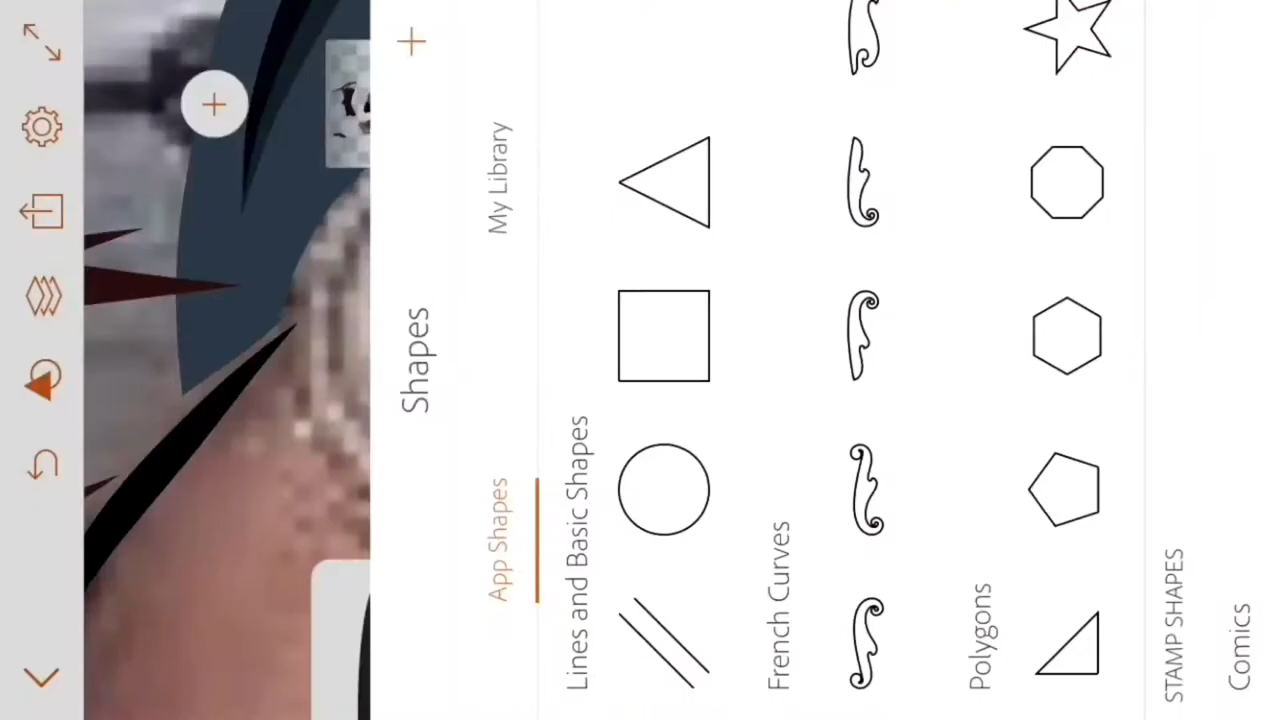 Shapes
App Shapes
My Library
Lines and Basic Shapes
French Curves
Polygons
STAMP SHAPES
Comics